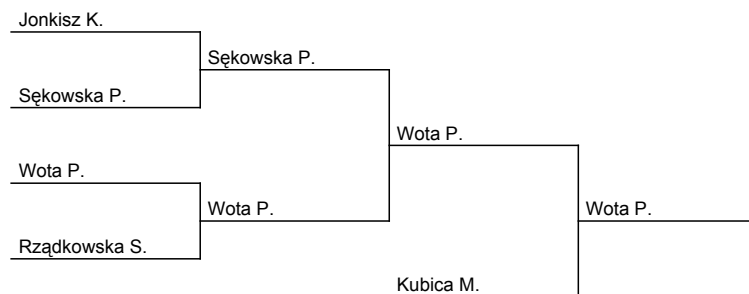 Jonkisz K.
Sękowska P.
Sękowska P.
Wota P.
Wota P.
Wota P.
Wota P.
Rządkowska S.
Kubica M.